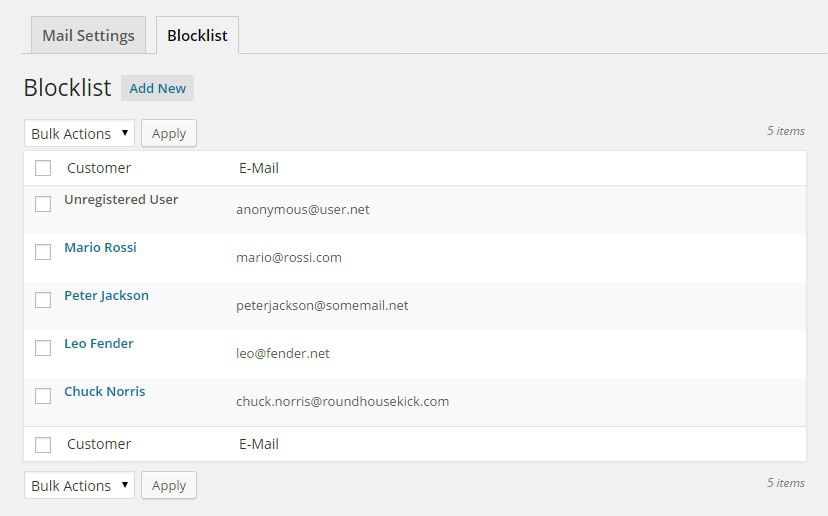 Mail Settings Blocklist
Blocklist Add New
Bulk Actions Apply 5 items
Customer E-Mail
Unregistered User anonymous@user.net
Mario Rossi mario@rossi.com
Peter Jackson peterjackson@somemail.net
Leo Fender leo@fender.net
Chuck Norris chuck.norris@roundhousekick.com
Customer E-Mail
Bulk Actions Apply 5 items